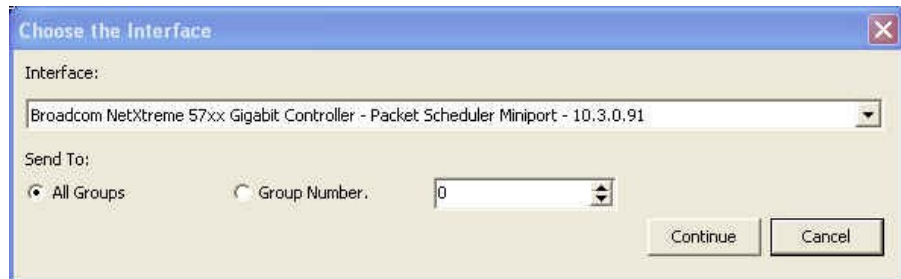 Choose the Interface
Interface:
Broadcom NetXtreme 57xx Gigabit Controller - Packet Scheduler Miniport - 10.3.0.91
Send To:
All Groups Group Number. 0
Continue Cancel